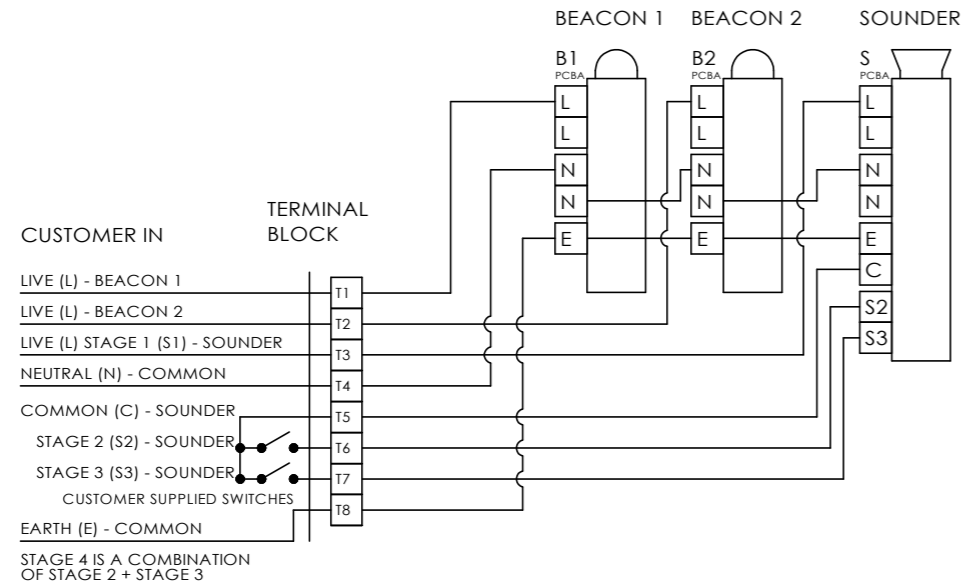 BEACON 1 BEACON 2 SOUNDER
B1 B2 S
PCBA PCBA PCBA
L L L
L L L
N N N
N N N
E E E
C
S2
S3
TERMINAL
BLOCK
CUSTOMER IN
LIVE (L) - BEACON 1 T1
LIVE (L) - BEACON 2 T2
LIVE (L) STAGE 1 (S1) - SOUNDER T3
NEUTRAL (N) - COMMON T4
COMMON (C) - SOUNDER T5
STAGE 2 (S2) - SOUNDER T6
STAGE 3 (S3) - SOUNDER T7
CUSTOMER SUPPLIED SWITCHES T8
EARTH (E) - COMMON
STAGE 4 IS A COMBINATION
OF STAGE 2 + STAGE 3